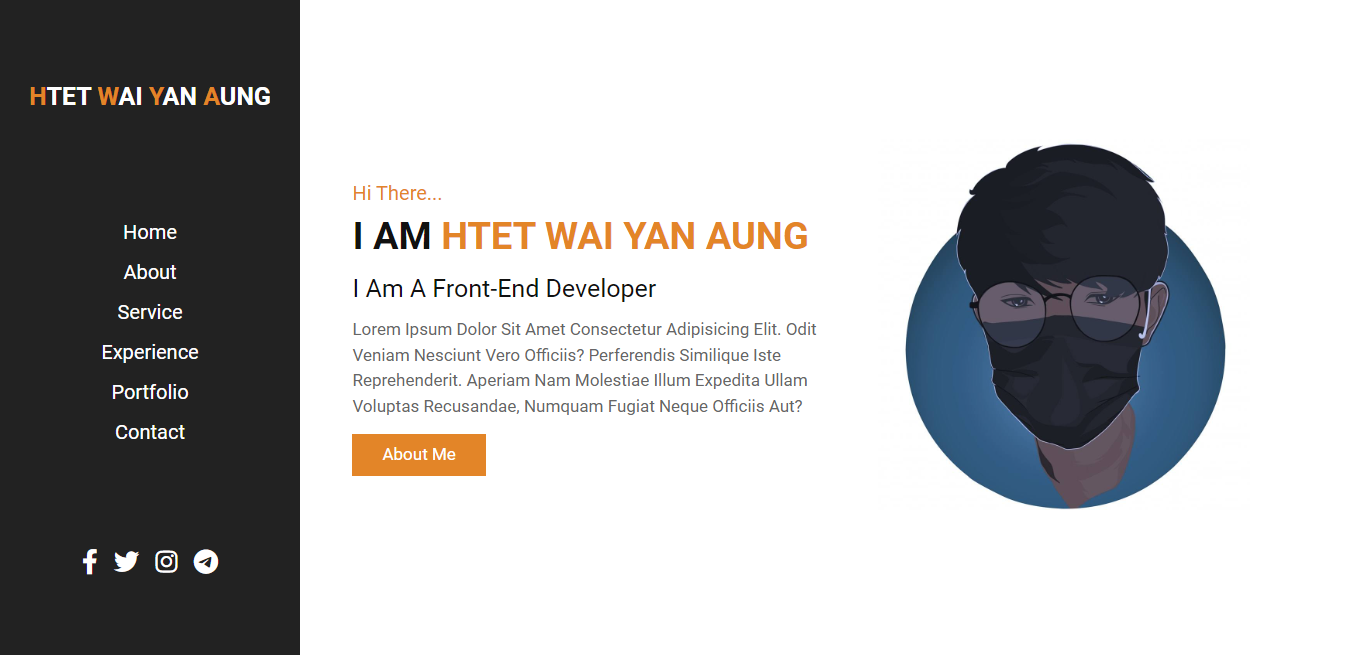 HTET WAI YAN AUNG
Home
About
Service
Experience
Portfolio
Contact
Hi There...
I AM HTET WAI YAN AUNG
I Am A Front-End Developer
Lorem Ipsum Dolor Sit Amet Consectetur Adipisicing Elit. Odit
Veniam Nesciunt Vero Officiis? Perferendis Similique Iste
Reprehenderit. Aperiam Nam Molestiae Illum Expedita Ullam
Voluptas Recusandae, Numquam Fugiat Neque Officiis Aut?
About Me